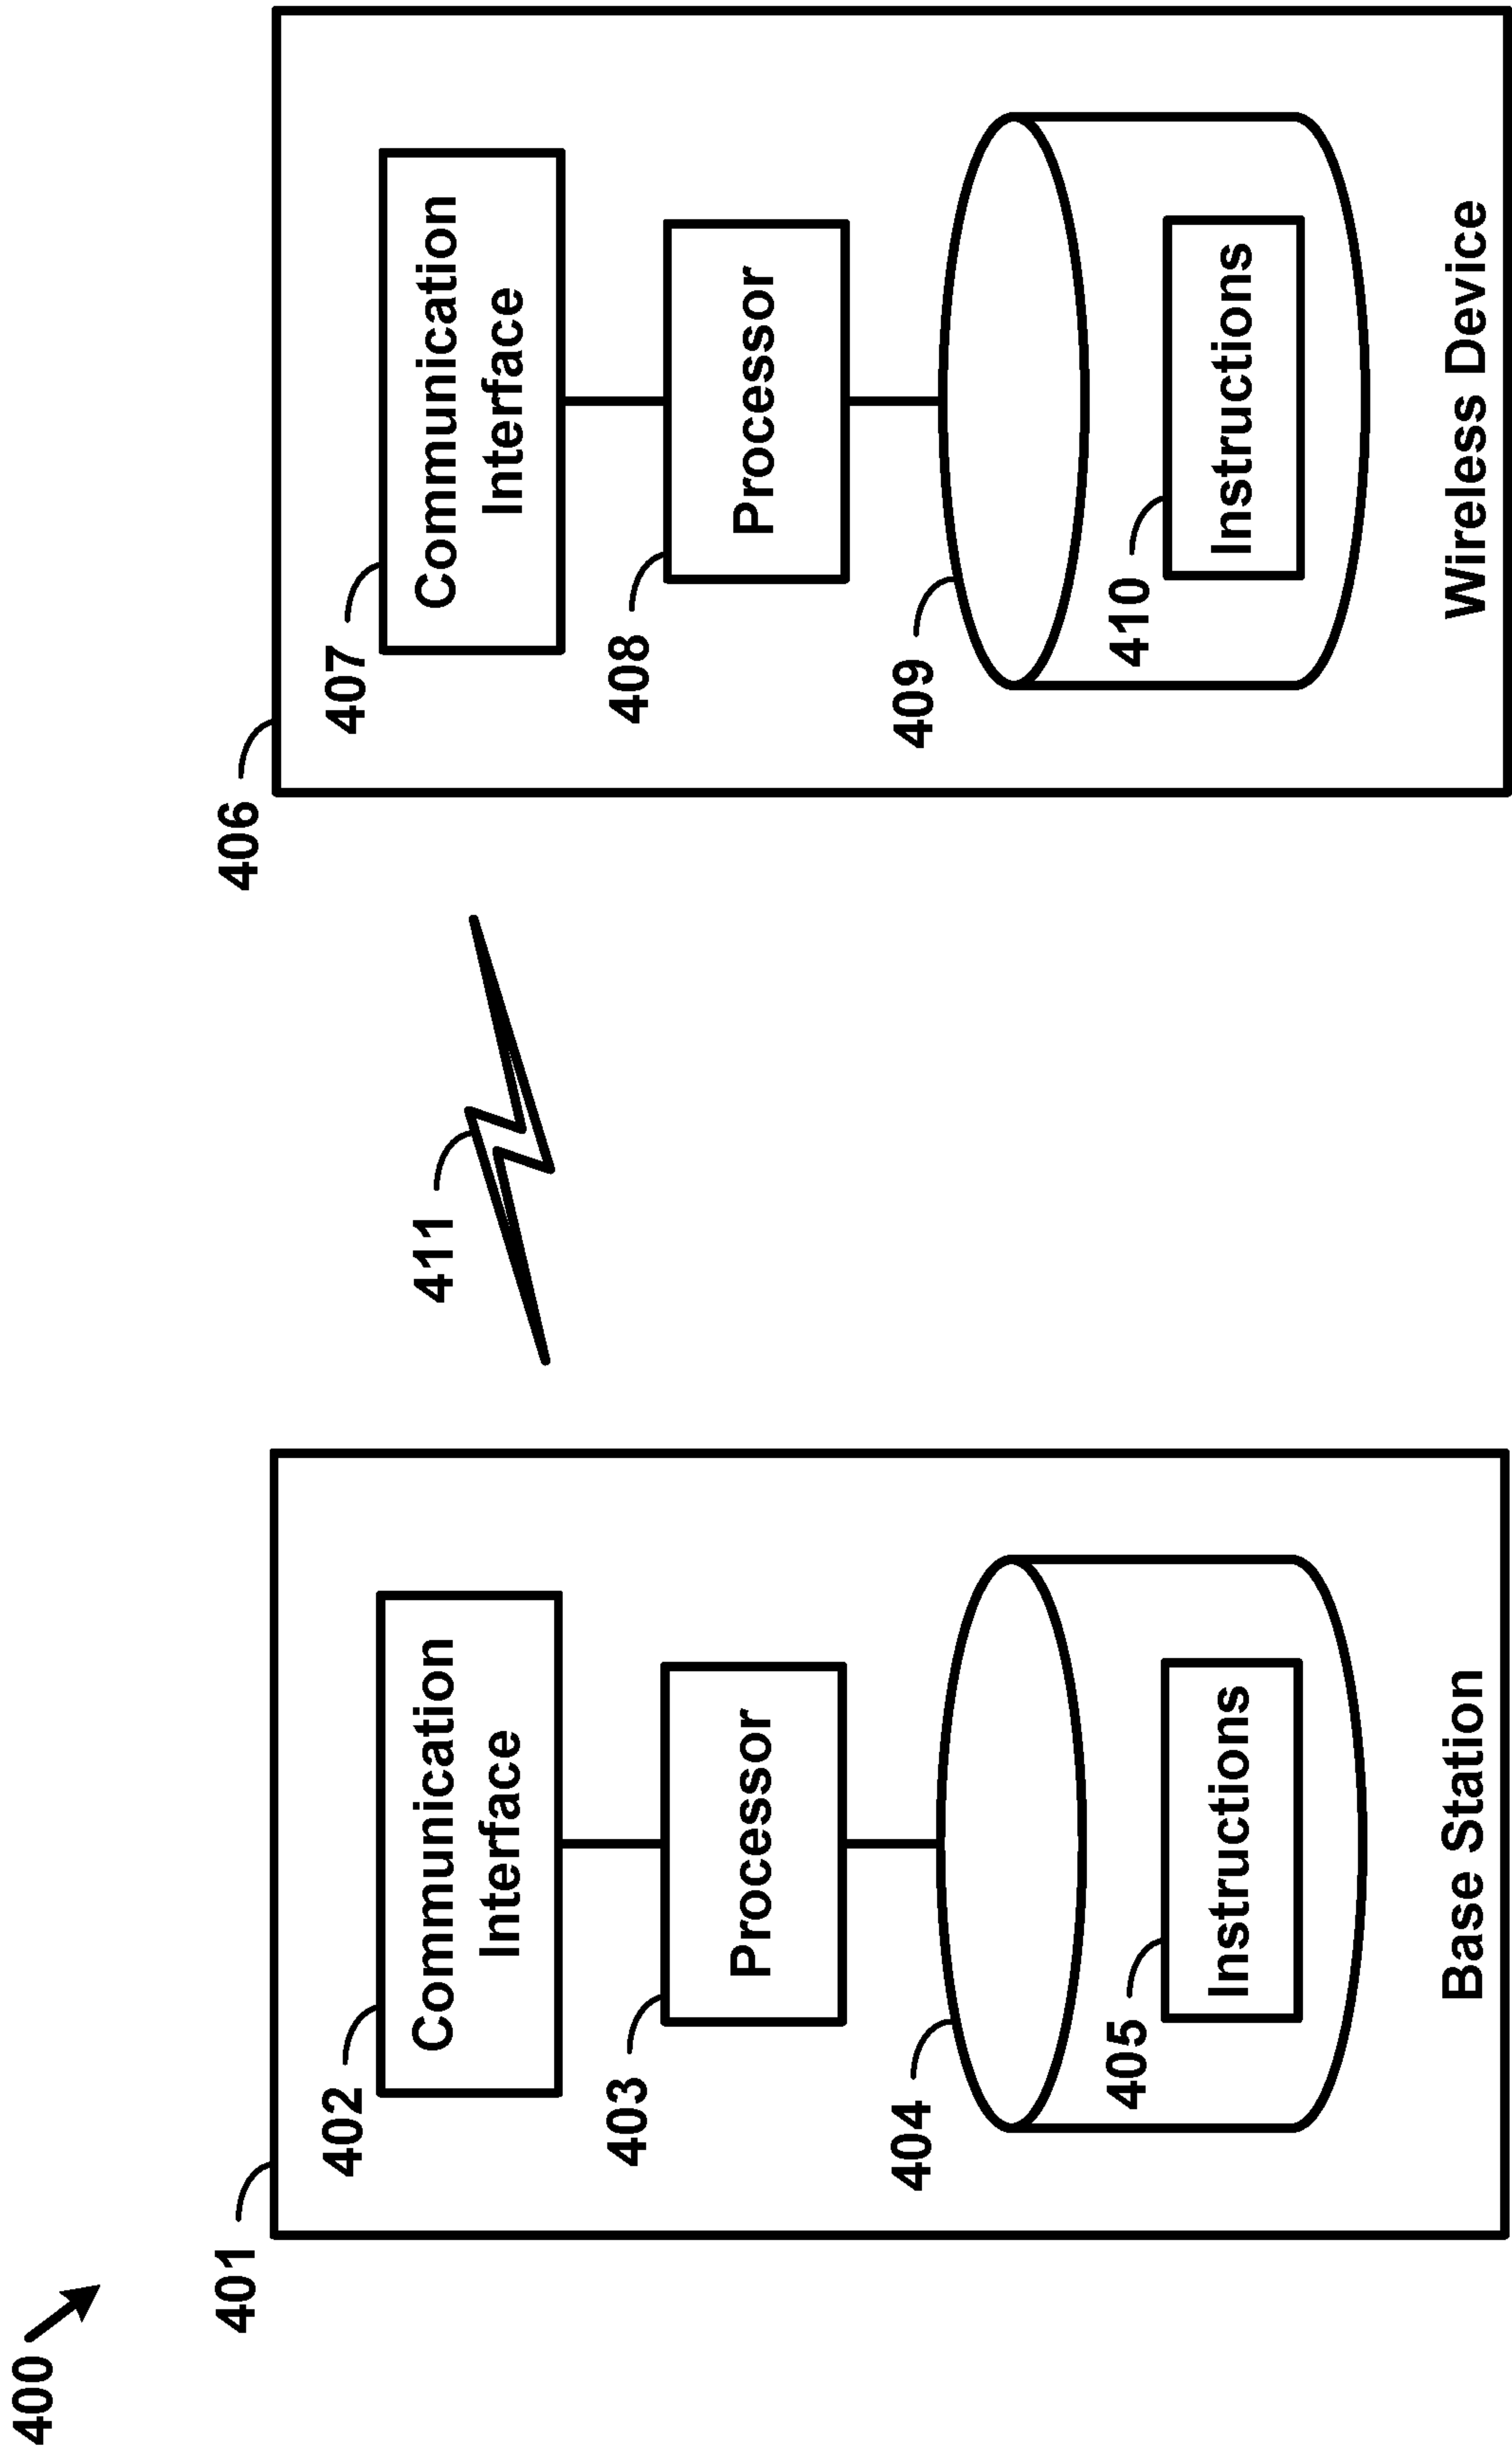 400
401
402
Communication
Interface
403
Processor
404
405
Instructions
Base Station
411
406
407
Communication
Interface
408
Processor
409
410
Instructions
Wireless Device